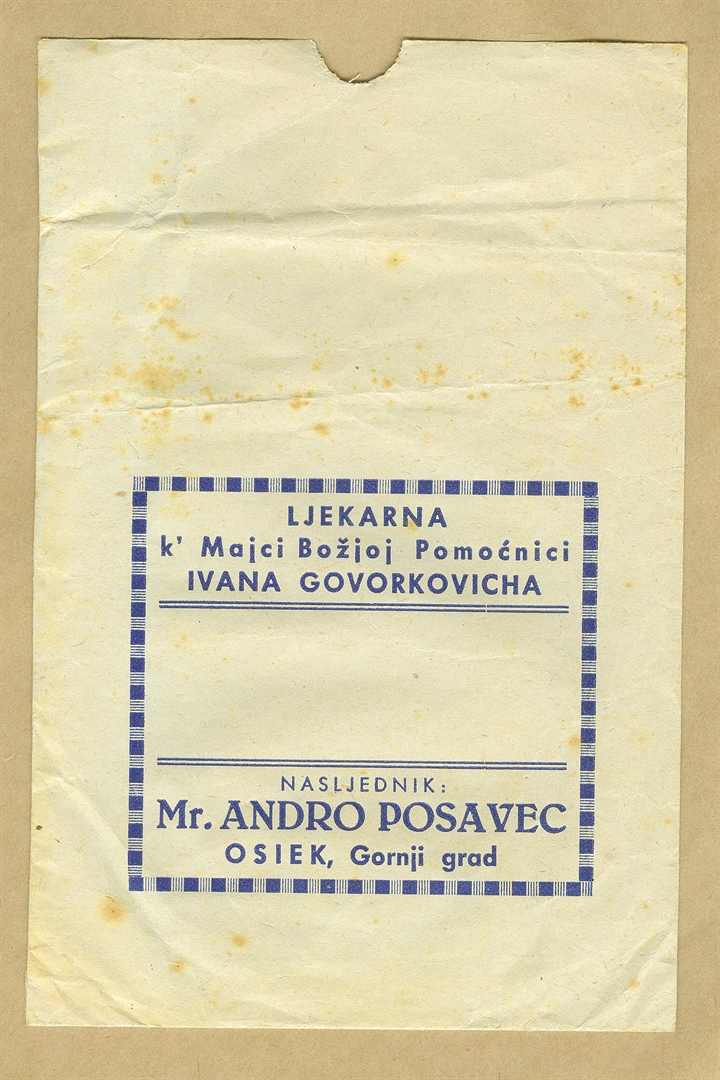 LJEKARNA
k' Majci Božjoj Pomoćnici
IVANA GOVORKOVICHA
NASLJEDNIK:
Mr. ANDRO POSAVEC
OSIEK, Gornji grad